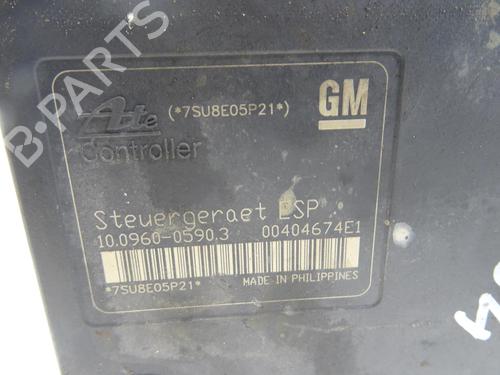 Ate
(*7SU8E05P21*)
GM
Controller
Steuergeraet ESP
10.0960-0590.3 00404674E1
*7SU8E05P21*
MADE IN PHILIPPINES
B-PARTS